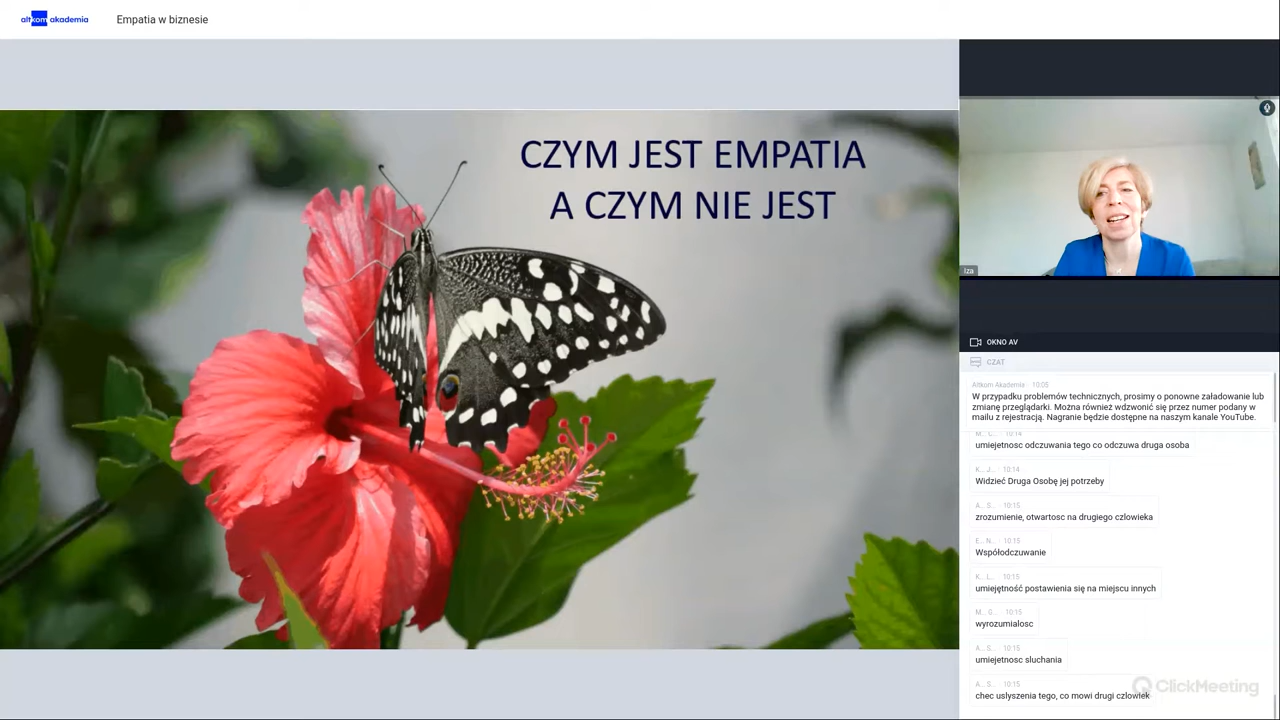 altkom akademia
Empatia w biznesie
CZYM JEST EMPATIA
A CZYM NIE JEST
Iza
OKNO AV
CZAT
Altkom Akademia 10:05
W przypadku problemów technicznych, prosimy o ponowne załadowanie lub
zmianę przeglądarki. Można również wdzwonić się przez numer podany w
mailu z rejestracją. Nagranie będzie dostępne na naszym kanale YouTube.
M... C... 10:14
umiejetnosc odczuwania tego co odczuwa druga osoba
K... J... 10:14
Widzieć Druga Osobę jej potrzeby
A... S... 10:15
zrozumienie, otwartosc na drugiego czlowieka
E... N... 10:15
Współodczuwanie
K... L... 10:15
umiejętność postawienia się na miejscu innych
M... G... 10:15
wyrozumialosc
A... S... 10:15
umiejetnosc sluchania
A... S... 10:15
chec uslyszenia tego, co mowi drugi czlowiek
ClickMeeting